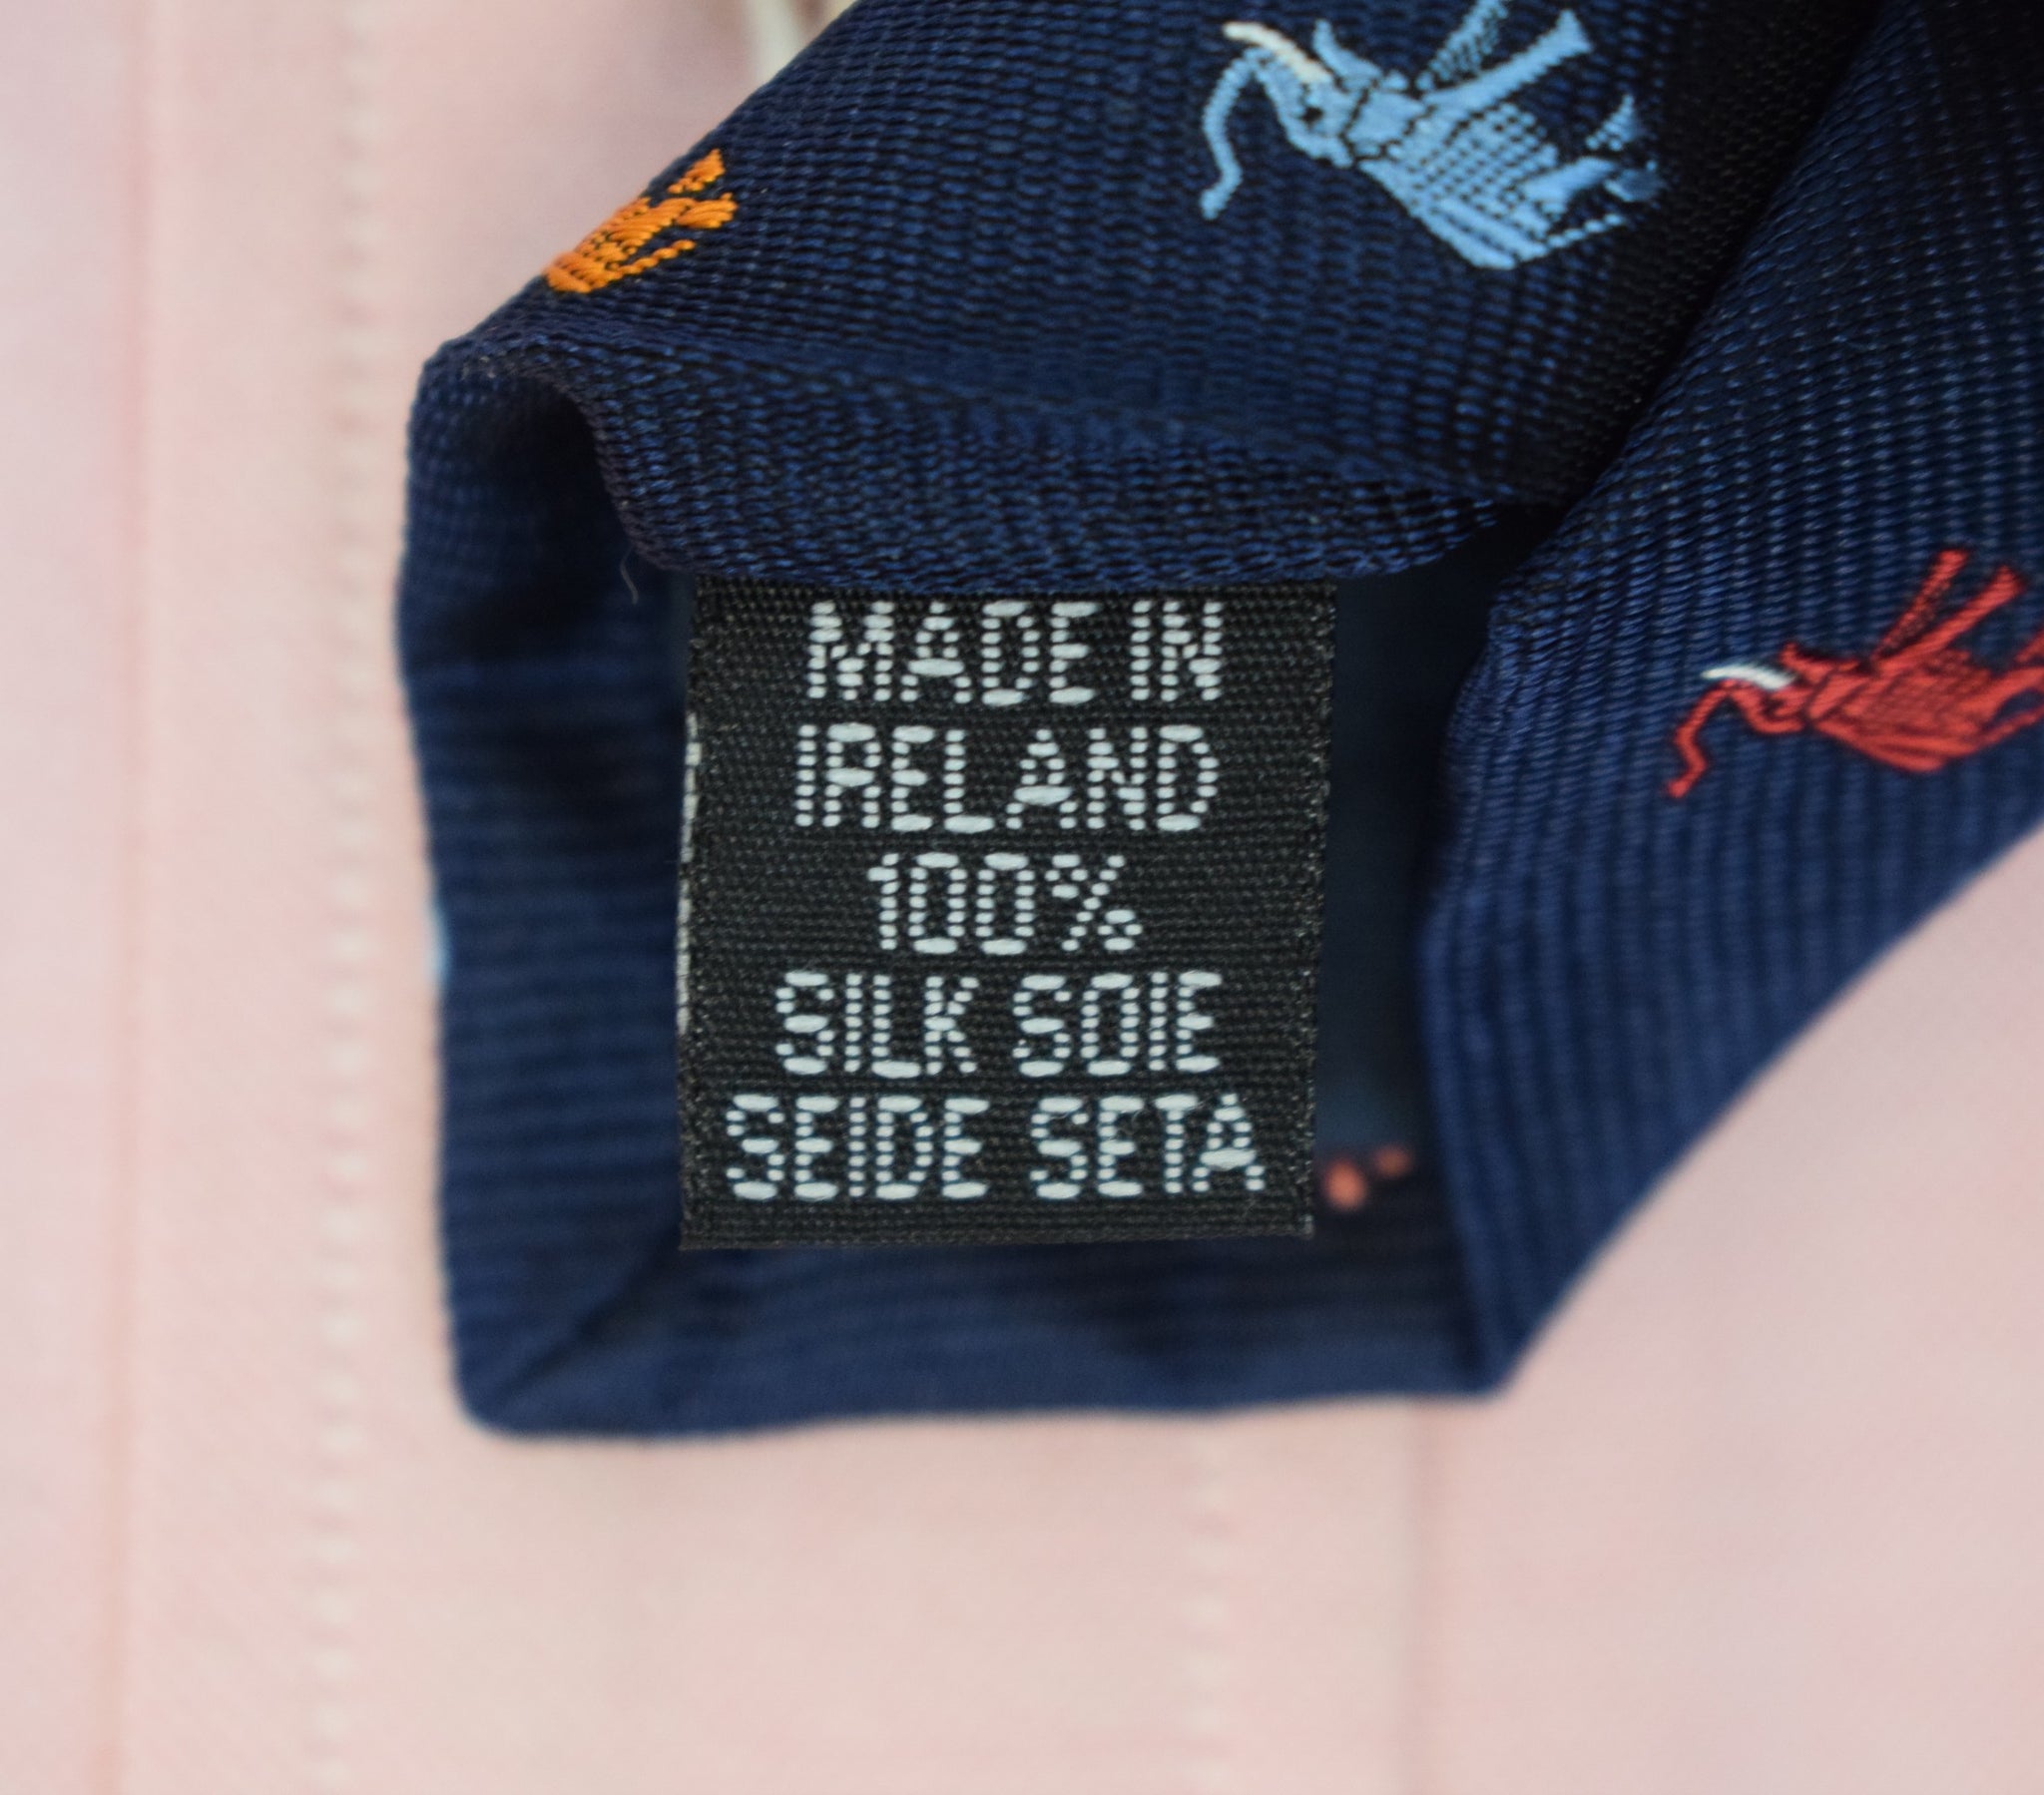 MADE IN
IRELAND
100%
SILK SOIE
SEIDE SETA